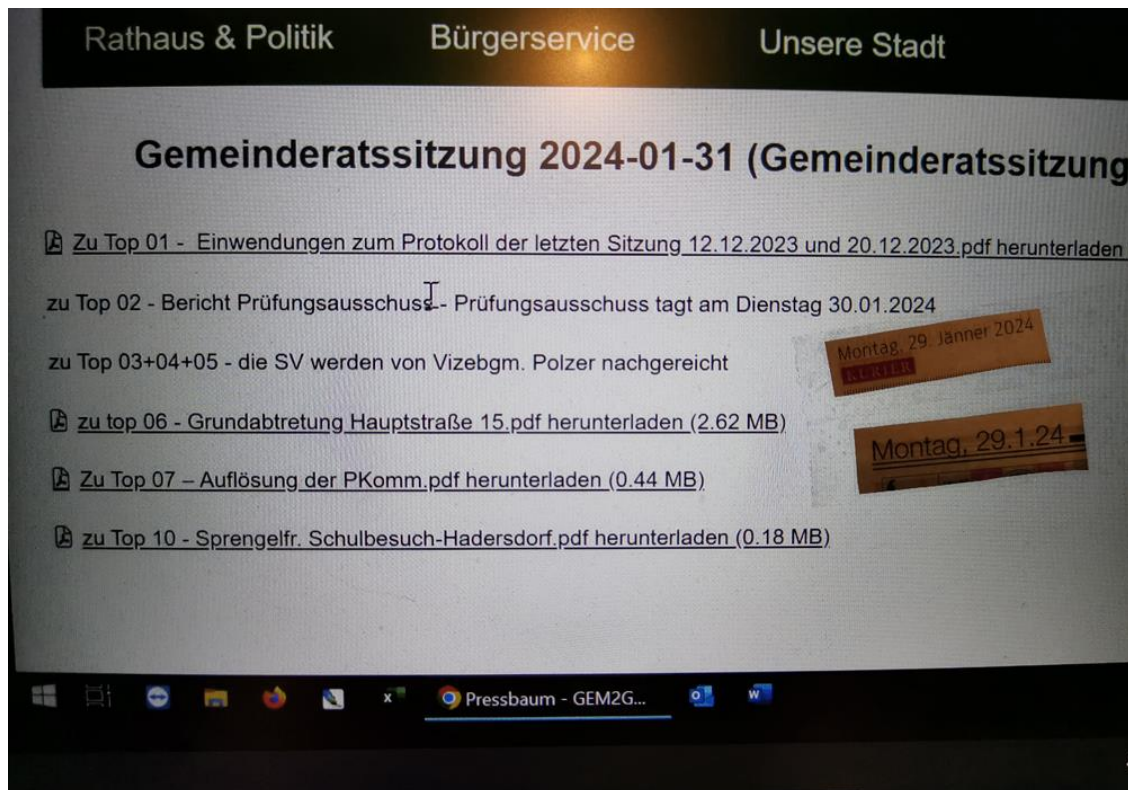 Rathaus & Politik Bürgerservice Unsere Stadt
Gemeinderatssitzung 2024-01-31 (Gemeinderatssitzung
Zu Top 01 - Einwendungen zum Protokoll der letzten Sitzung 12.12.2023 und 20.12.2023.pdf herunterladen
zu Top 02 - Bericht Prüfungsausschuss - Prüfungsausschuss tagt am Dienstag 30.01.2024
Montag, 29. Jänner 2024
KURIER
zu Top 03+04+05 - die SV werden von Vizebgm. Polzer nachgereicht
zu top 06 - Grundabtretung Hauptstraße 15.pdf herunterladen (2.62 MB)
Montag, 29.1.24
Zu Top 07 – Auflösung der PKomm.pdf herunterladen (0.44 MB)
zu Top 10 - Sprengelfr. Schulbesuch-Hadersdorf.pdf herunterladen (0.18 MB)
Pressbaum - GEM2G...